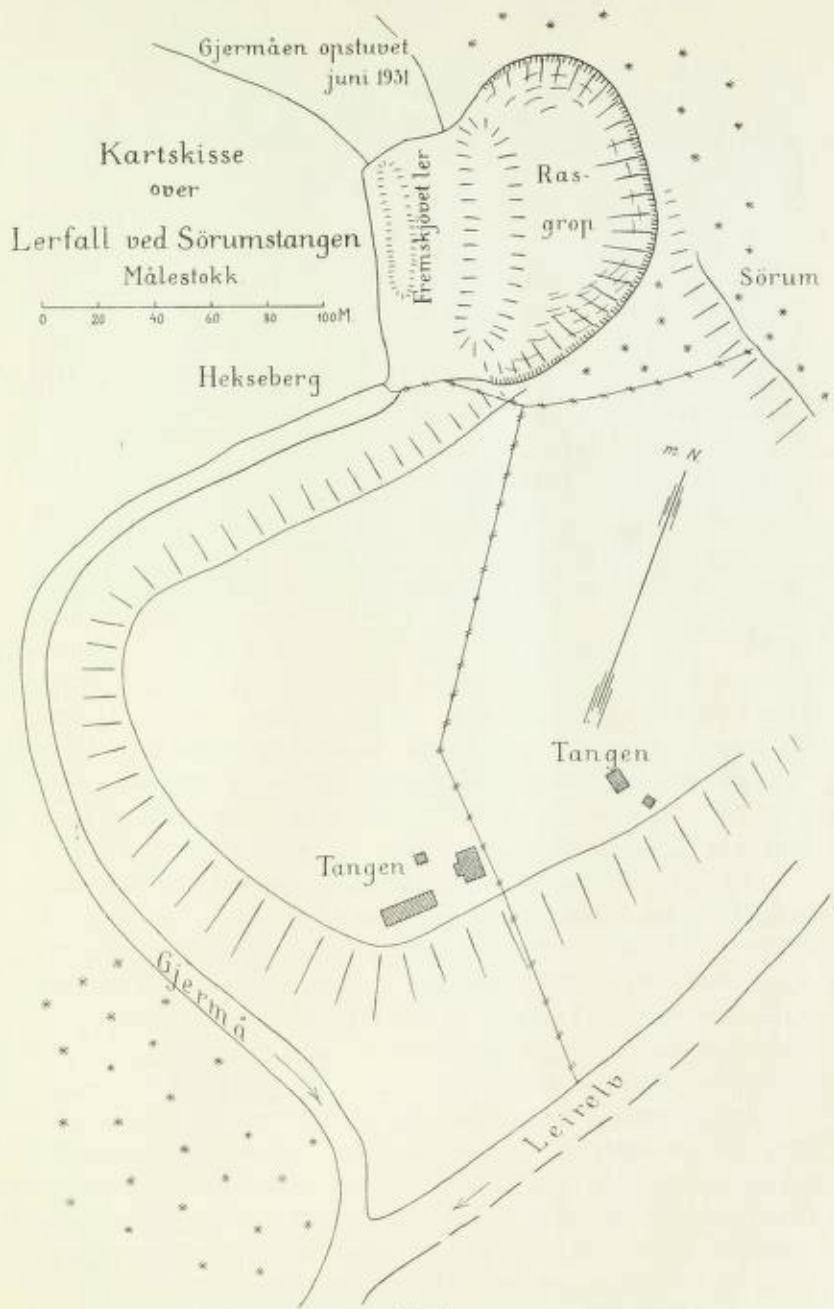 Gjermåen opstuvet
juni 1931
Kartskisse
over
Lerfall ved Sörumstangen
Målestokk
0 20 40 60 80 100 M.
Fremskjövet ler
Ras-
grop
Sörum
Hekseberg
m. N.
Tangen
Tangen
Gjermå
Leirelv